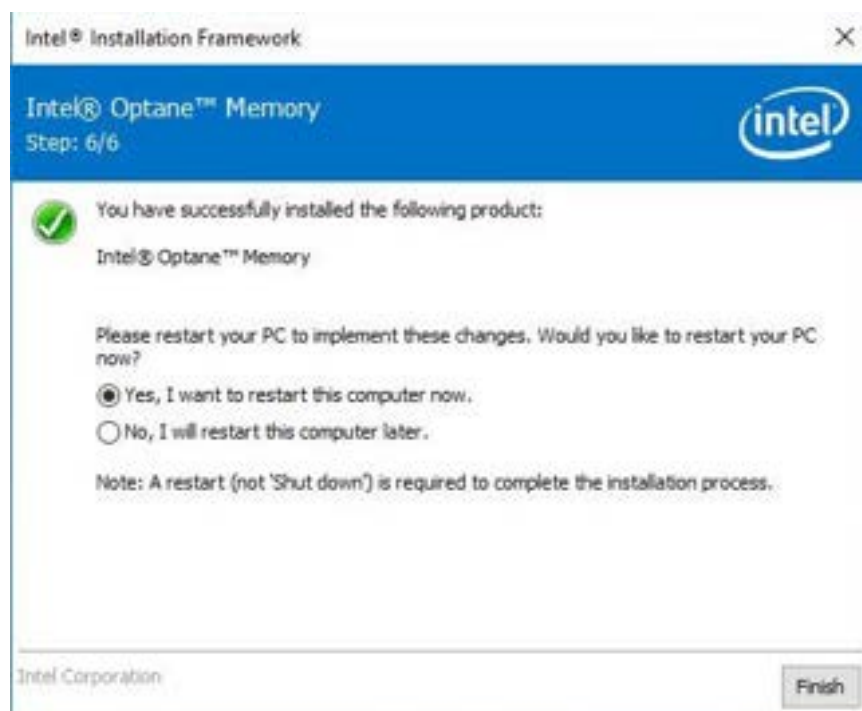 Intel® Installation Framework
Intel® Optane™ Memory
Step: 6/6
intel
You have successfully installed the following product:
Intel® Optane™ Memory
Please restart your PC to implement these changes. Would you like to restart your PC
now?
Yes, I want to restart this computer now.
No, I will restart this computer later.
Note: A restart (not 'Shut down') is required to complete the installation process.
Intel Corporation
Finish